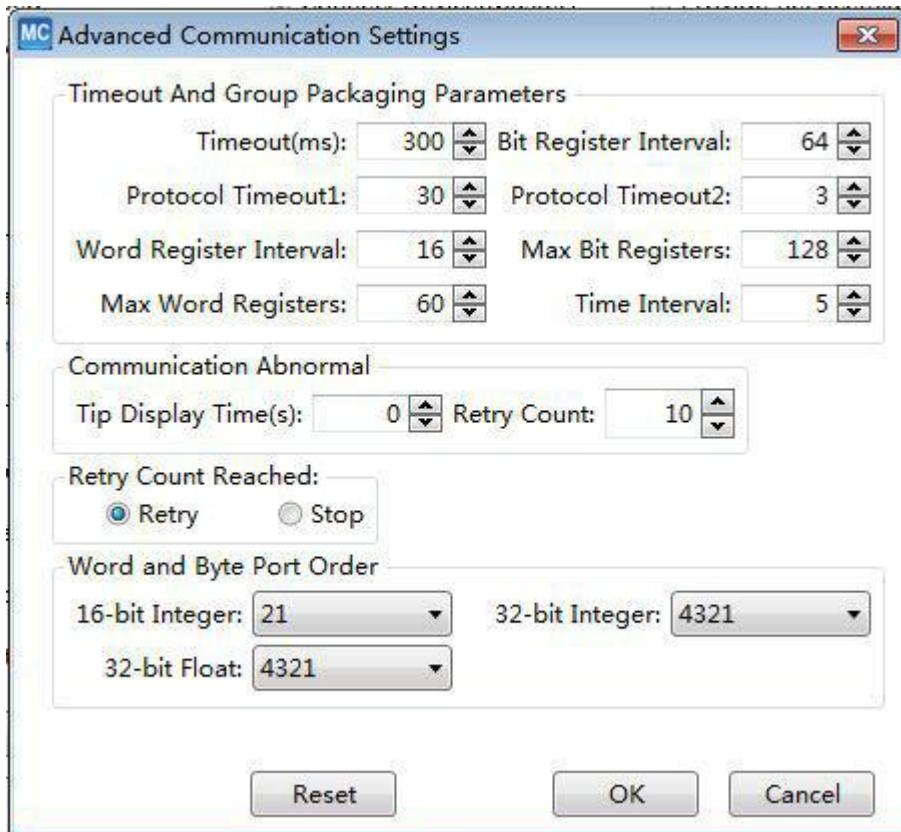 MC Advanced Communication Settings
Timeout And Group Packaging Parameters
Timeout(ms): 300 Bit Register Interval: 64
Protocol Timeout1: 30 Protocol Timeout2: 3
Word Register Interval: 16 Max Bit Registers: 128
Max Word Registers: 60 Time Interval: 5
Communication Abnormal
Tip Display Time(s): 0 Retry Count: 10
Retry Count Reached:
Retry Stop
Word and Byte Port Order
16-bit Integer: 21 32-bit Integer: 4321
32-bit Float: 4321
Reset OK Cancel